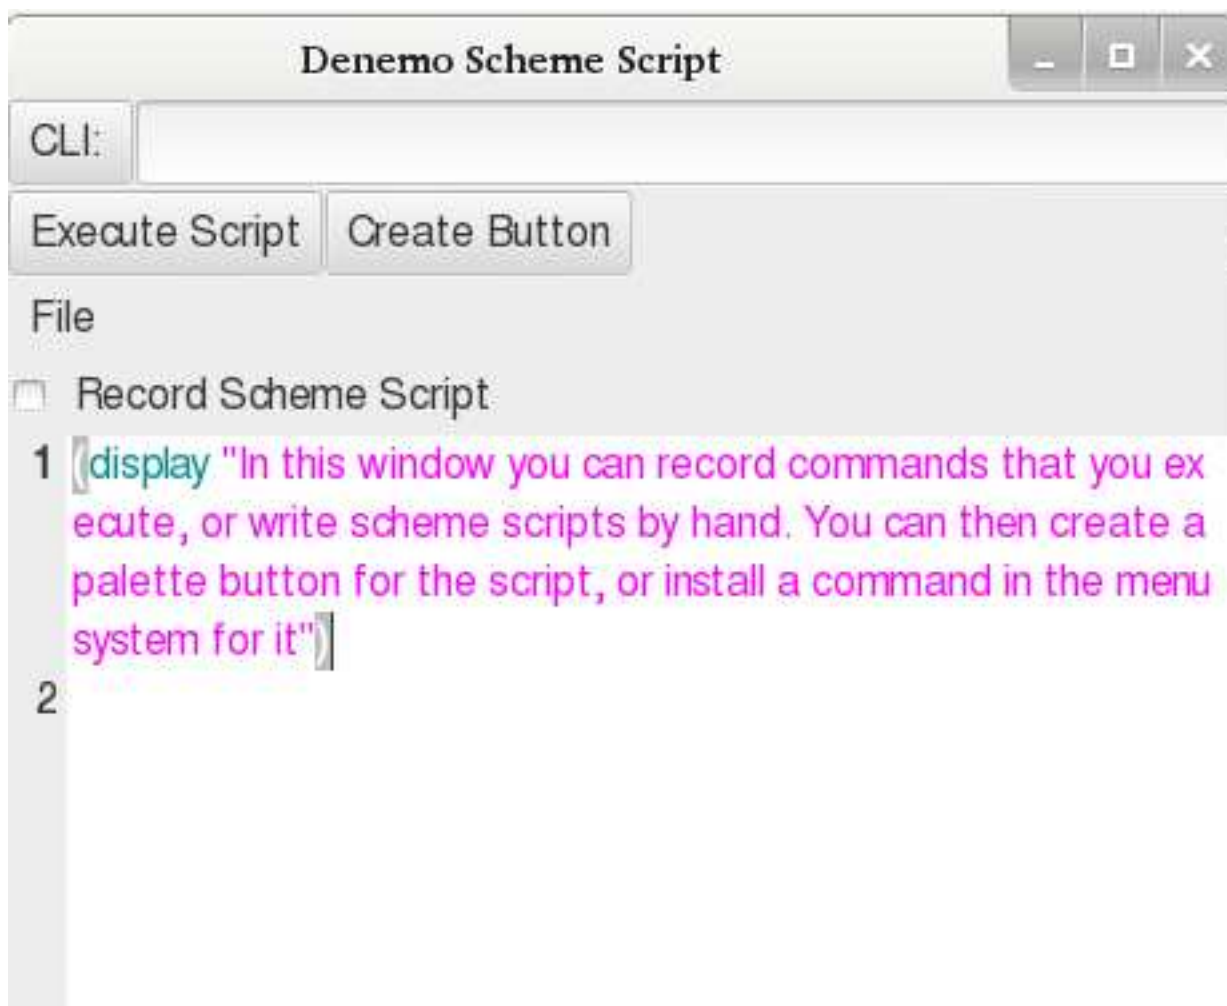 Denemo Scheme Script
CLI:
Execute Script Create Button
File
Record Scheme Script
1 (display "In this window you can record commands that you ex
ecute, or write scheme scripts by hand. You can then create a
palette button for the script, or install a command in the menu
system for it")
2